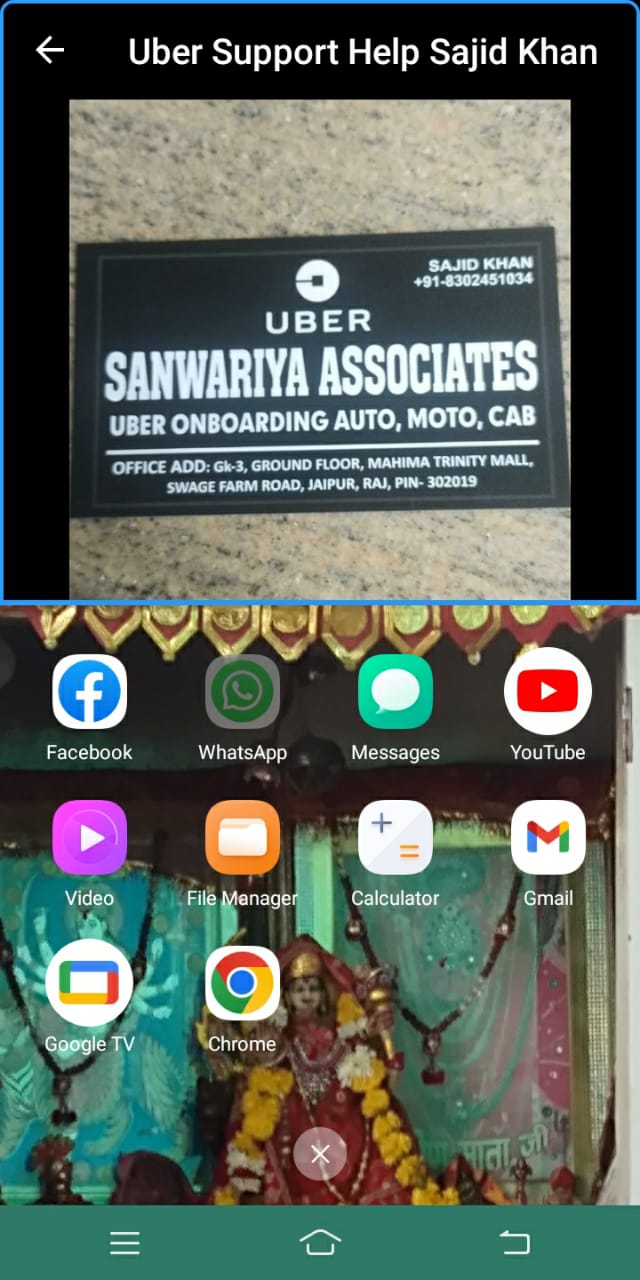 Uber Support Help Sajid Khan
SAJID KHAN
+91-8302451034
UBER
SANWARIYA ASSOCIATES
UBER ONBOARDING AUTO, MOTO, CAB
OFFICE ADD: Gk-3, GROUND FLOOR, MAHIMA TRINITY MALL,
SWAGE FARM ROAD, JAIPUR, RAJ, PIN- 302019
Facebook
WhatsApp
Messages
YouTube
Video
File Manager
Calculator
Gmail
Google TV
Chrome
माता जी